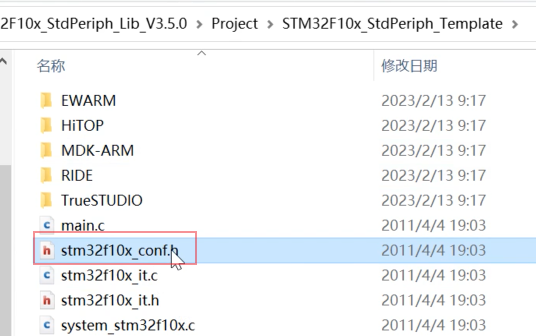 2F10x_StdPeriph_Lib_V3.5.0 > Project > STM32F10x_StdPeriph_Template >
名称 修改日期
EWARM 2023/2/13 9:17
HiTOP 2023/2/13 9:17
MDK-ARM 2023/2/13 9:17
RIDE 2023/2/13 9:17
TrueSTUDIO 2023/2/13 9:17
main.c 2011/4/4 19:03
stm32f10x_conf.h 2011/4/4 19:03
stm32f10x_it.c 2011/4/4 19:03
stm32f10x_it.h 2011/4/4 19:03
system_stm32f10x.c 2011/4/4 19:03